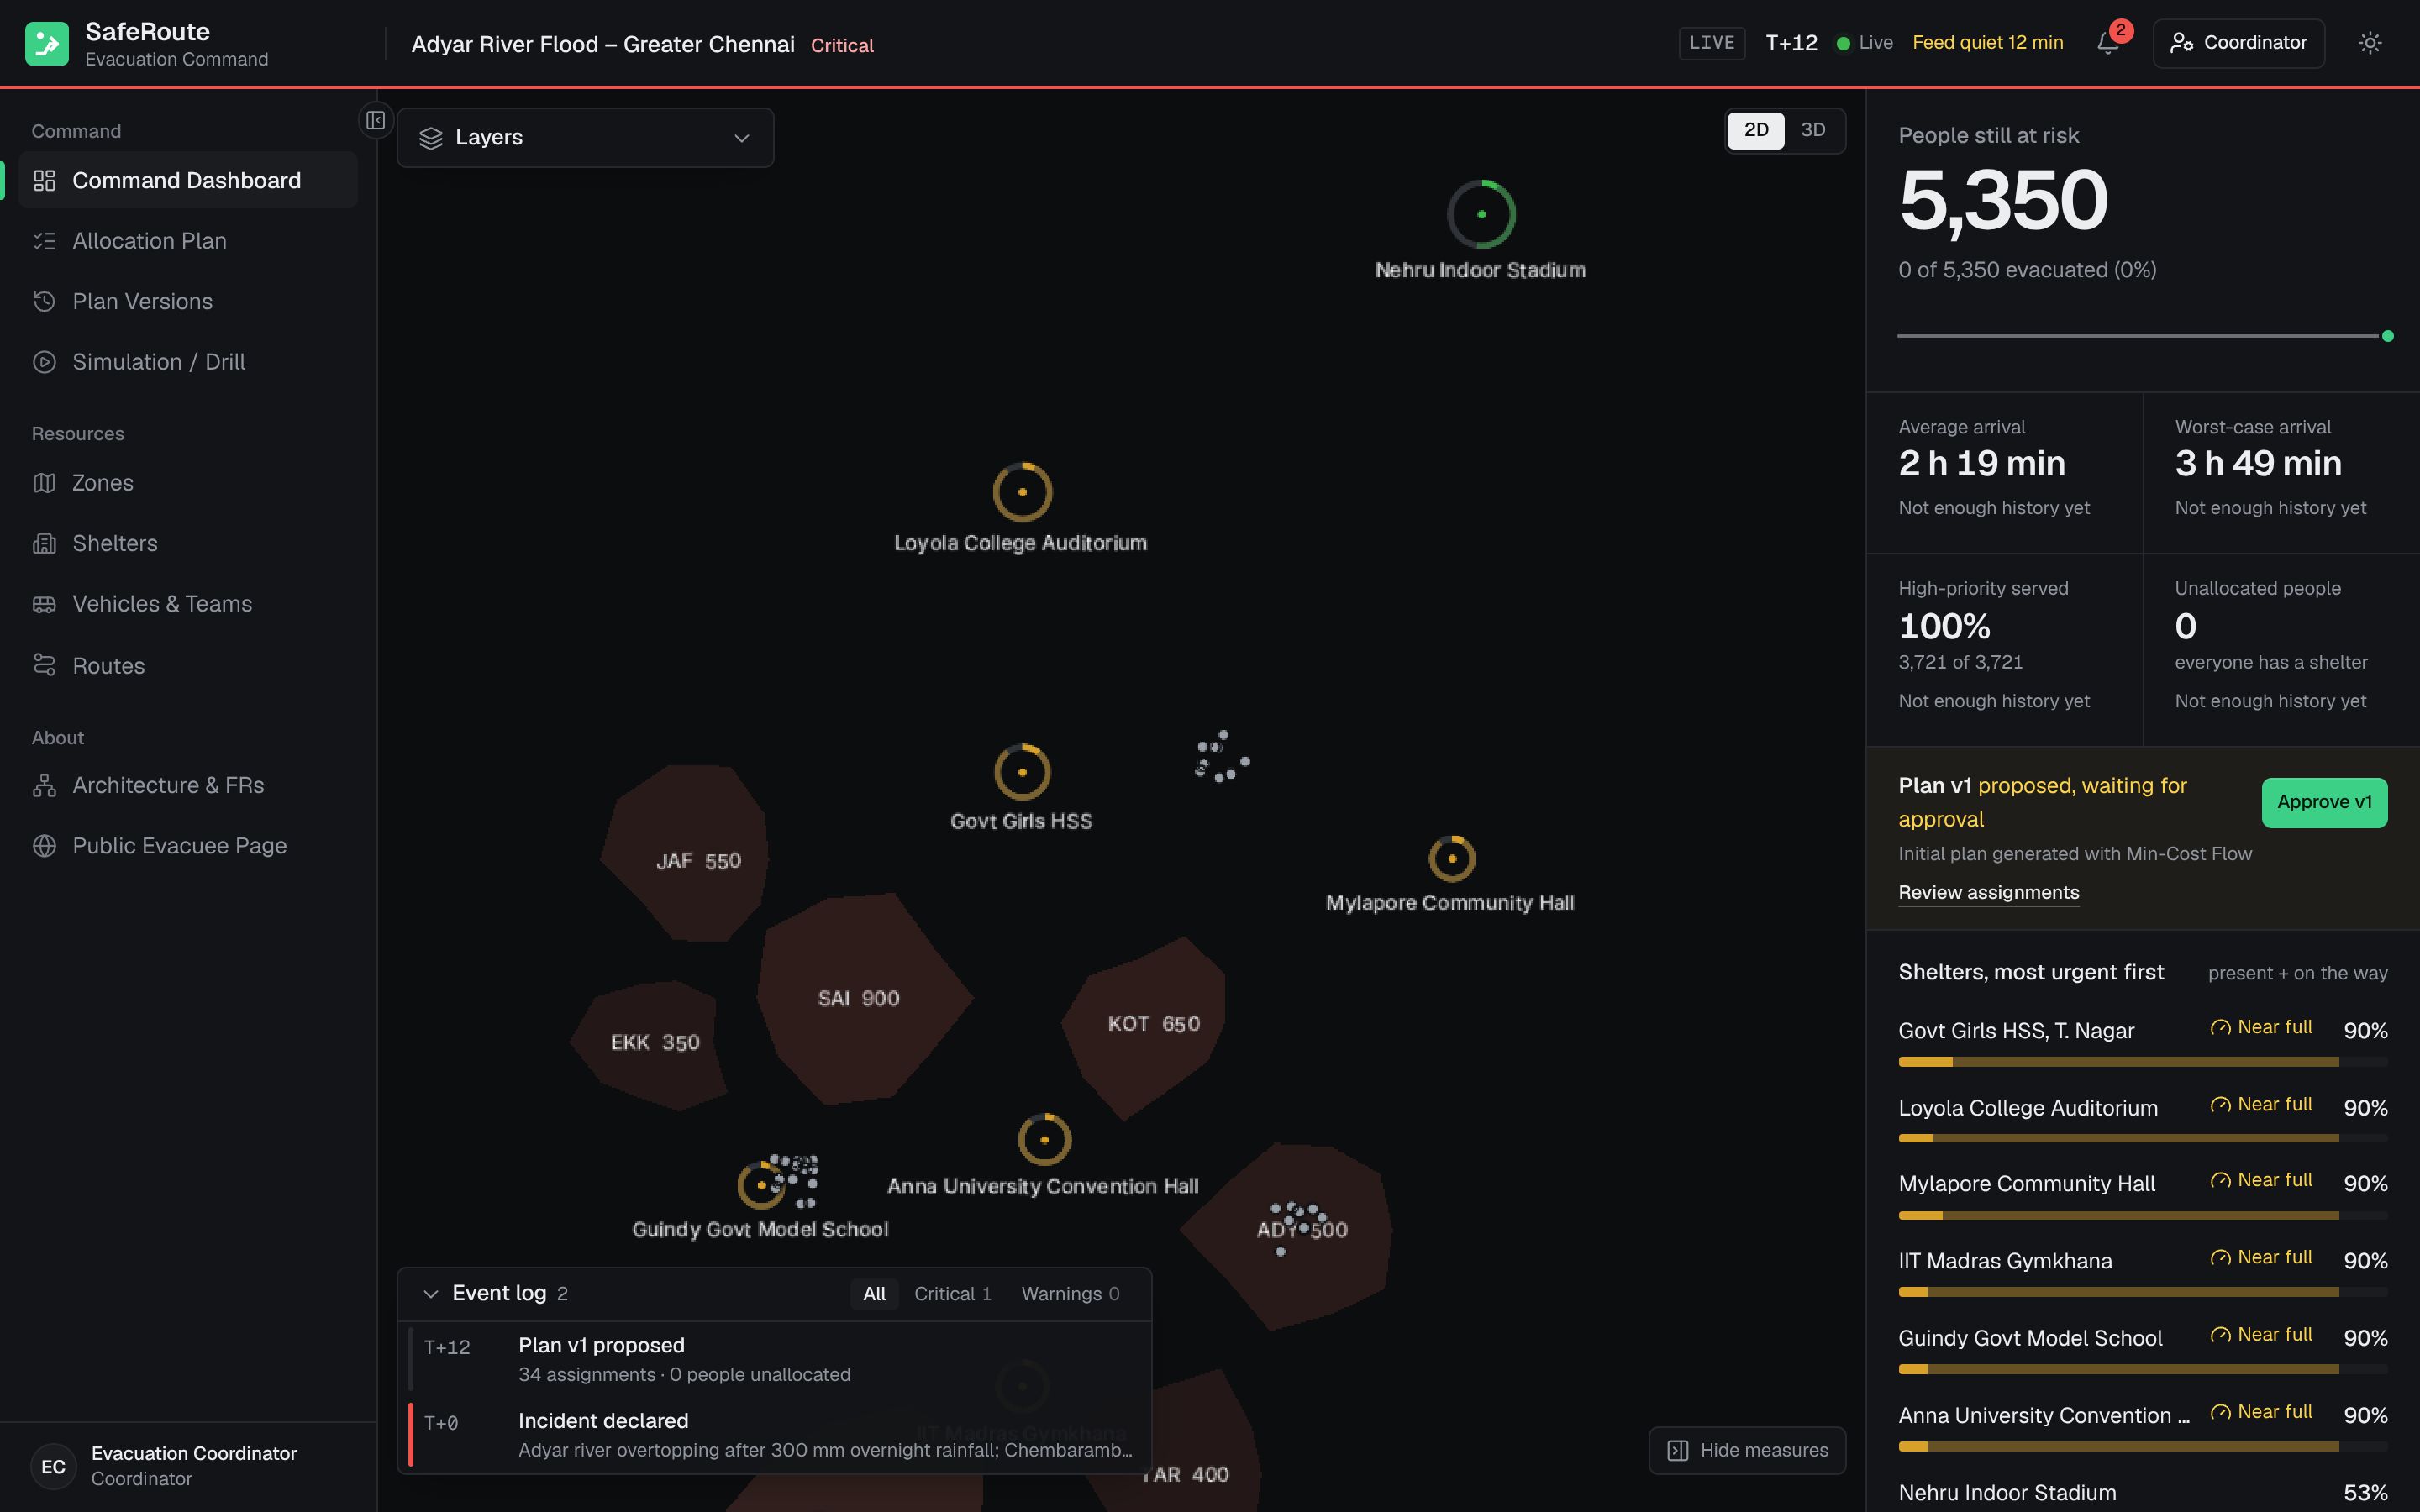 SafeRoute
Evacuation Command
Adyar River Flood – Greater Chennai Critical
LIVE T+12 Live Feed quiet 12 min 2 Coordinator
Command
Command Dashboard
Allocation Plan
Plan Versions
Simulation / Drill
Resources
Zones
Shelters
Vehicles & Teams
Routes
About
Architecture & FRs
Public Evacuee Page
EC
Evacuation Coordinator
Coordinator
Layers
2D 3D
Nehru Indoor Stadium
Loyola College Auditorium
Govt Girls HSS
Mylapore Community Hall
JAF 550
SAI 900
KOT 650
EKK 350
Anna University Convention Hall
Guindy Govt Model School
ADY 500
IIT Madras Gymkhana
TAR 400
Event log 2 All Critical 1 Warnings 0
T+12 Plan v1 proposed
34 assignments · 0 people unallocated
T+0 Incident declared
Adyar river overtopping after 300 mm overnight rainfall; Chembaramb...
Hide measures
People still at risk
5,350
0 of 5,350 evacuated (0%)
Average arrival
2 h 19 min
Not enough history yet
Worst-case arrival
3 h 49 min
Not enough history yet
High-priority served
100%
3,721 of 3,721
Not enough history yet
Unallocated people
0
everyone has a shelter
Not enough history yet
Plan v1 proposed, waiting for
approval
Approve v1
Initial plan generated with Min-Cost Flow
Review assignments
Shelters, most urgent first present + on the way
Govt Girls HSS, T. Nagar Near full 90%
Loyola College Auditorium Near full 90%
Mylapore Community Hall Near full 90%
IIT Madras Gymkhana Near full 90%
Guindy Govt Model School Near full 90%
Anna University Convention ... Near full 90%
Nehru Indoor Stadium 53%